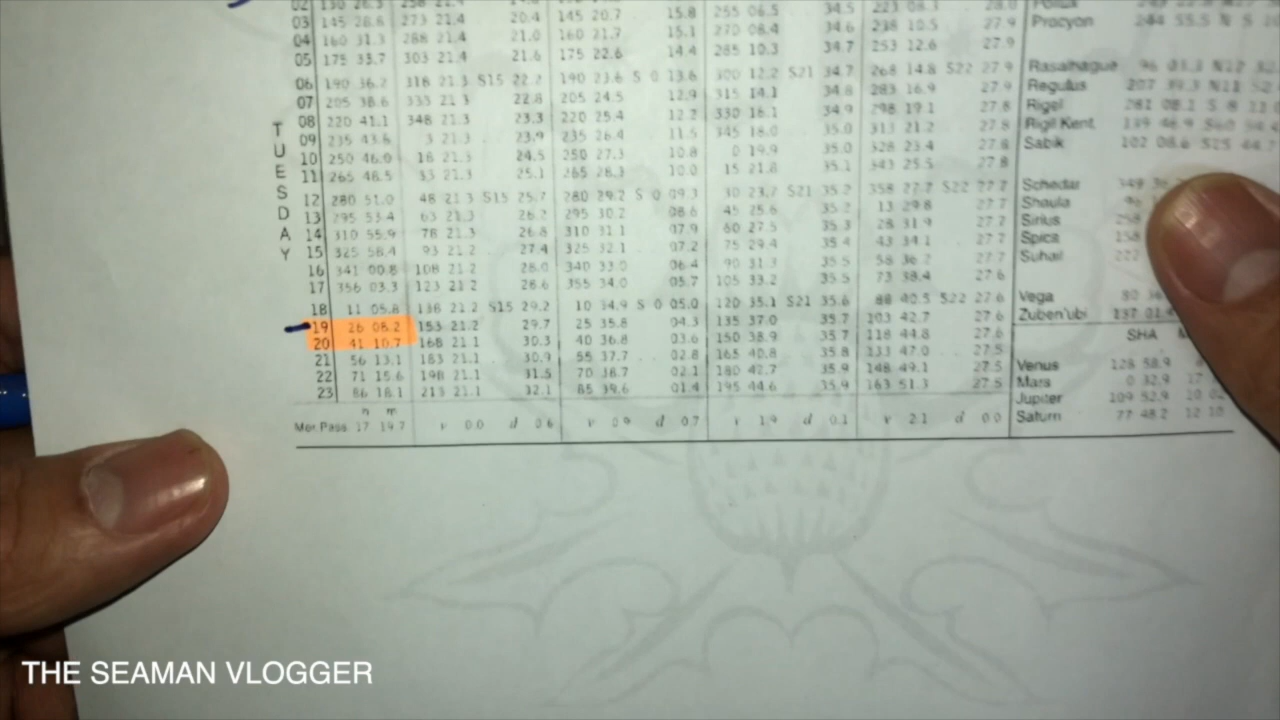 03 145 28.8 273 21.4 20.4 145 20.7 15.8 255 06.5 34.5 223 08.3 28.0
04 160 31.3 288 21.4 21.0 160 21.7 15.1 270 08.4 34.6 238 10.5 27.9 Procyon
05 175 33.7 303 21.4 21.6 175 22.6 14.4 285 10.3 34.7 253 12.6 27.9
06 190 36.2 318 21.3 S15 22.2 190 23.6 S 0 13.6 300 12.2 S21 34.7 268 14.8 S22 27.9 Rasalhague
07 205 38.6 333 21.3 22.8 205 24.5 12.9 315 14.1 34.8 283 16.9 27.9 Regulus
08 220 41.1 348 21.3 23.3 220 25.4 12.2 330 16.1 34.9 298 19.1 27.8 Rigel
TUESDAY
09 235 43.6 3 21.3 23.9 235 26.4 11.5 345 18.0 35.0 313 21.2 27.8 Rigil Kent.
10 250 46.0 18 21.3 24.5 250 27.3 10.8 0 19.9 35.0 328 23.4 27.8 Sabik
11 265 48.5 33 21.3 25.1 265 28.3 10.0 15 21.8 35.1 343 25.5 27.8
12 280 51.0 48 21.3 S15 25.7 280 29.2 S 0 09.3 30 23.7 S21 35.2 358 27.7 S22 27.7 Schedar
13 295 53.4 63 21.3 26.2 295 30.2 08.6 45 25.6 35.2 13 29.8 27.7 Shaula
14 310 55.9 78 21.3 26.8 310 31.1 07.9 60 27.5 35.3 28 31.9 27.7 Sirius
15 325 58.4 93 21.2 27.4 325 32.1 07.2 75 29.4 35.4 43 34.1 27.7 Spica
16 341 00.8 108 21.2 28.0 340 33.0 06.4 90 31.3 35.5 58 36.2 27.7 Suhail
17 356 03.3 123 21.2 28.6 355 34.0 05.7 105 33.2 35.5 73 38.4 27.6
18 11 05.8 138 21.2 S15 29.2 10 34.9 S 0 05.0 120 35.1 S21 35.6 88 40.5 S22 27.6 Vega
19 26 08.2 153 21.2 29.7 25 35.8 04.3 135 37.0 35.7 103 42.7 27.6 Zuben'ubi
20 41 10.7 168 21.1 30.3 40 36.8 03.6 150 38.9 35.7 118 44.8 27.6 SHA
21 56 13.1 183 21.1 30.9 55 37.7 02.8 165 40.8 35.8 133 47.0 27.5 Venus 128 58.9
22 71 15.6 198 21.1 31.5 70 38.7 02.1 180 42.7 35.9 148 49.1 27.5 Mars 0 32.9
23 86 18.1 213 21.1 32.1 85 39.6 01.4 195 44.6 35.9 163 51.3 27.5 Jupiter 109 52.9
h m Saturn 77 48.2 12 10
Mer. Pass. 17 19.7 v 0.0 d 0.6 v 0.9 d 0.7 v 1.9 d 0.1 v 2.1 d 0.0
THE SEAMAN VLOGGER